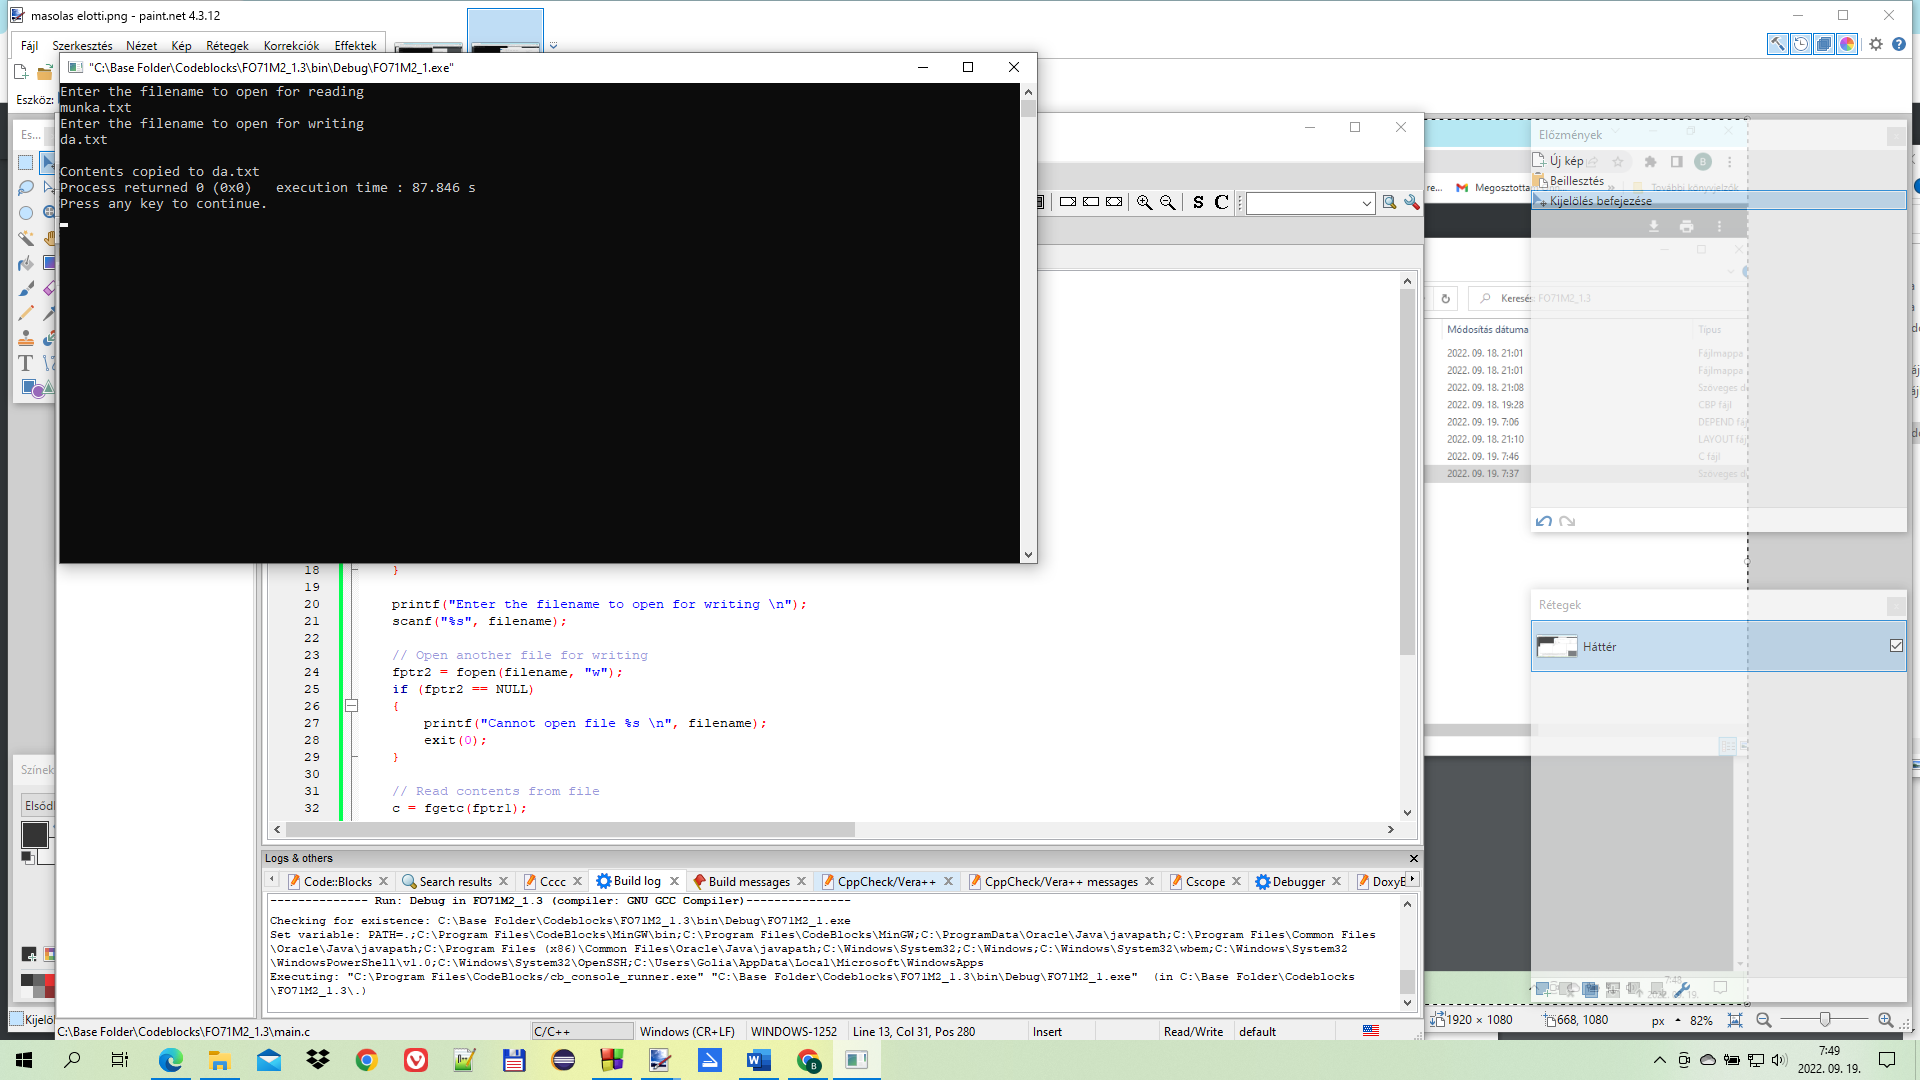 masolas elotti.png - paint.net 4.3.12
Fájl Szerkesztés Nézet Kép Rétegek Korrekciók Effektek
Eszköz:
Es...
"C:\Base Folder\Codeblocks\FO71M2_1.3\bin\Debug\FO71M2_1.exe"
Enter the filename to open for reading
munka.txt
Enter the filename to open for writing
da.txt
Contents copied to da.txt
Process returned 0 (0x0)   execution time : 87.846 s
Press any key to continue.
S C
Megosztotta
További könyvjelzők
B
Előzmények
Új kép
Beillesztés
Kijelölés befejezése
Keresés: FO71M2_1.3
Módosítás dátuma Típus
2022. 09. 18. 21:01 Fájlmappa
2022. 09. 18. 21:01 Fájlmappa
2022. 09. 18. 21:08 Szöveges d
2022. 09. 18. 19:28 CBP fájl
2022. 09. 19. 7:06 DEPEND fáj
2022. 09. 18. 21:10 LAYOUT fájl
2022. 09. 19. 7:46 C fájl
2022. 09. 19. 7:37 Szöveges d
Rétegek
Háttér
18 }
19
20 printf("Enter the filename to open for writing \n");
21 scanf("%s", filename);
22
23 // Open another file for writing
24 fptr2 = fopen(filename, "w");
25 if (fptr2 == NULL)
26 {
27 printf("Cannot open file %s \n", filename);
28 exit(0);
29 }
30
31 // Read contents from file
32 c = fgetc(fptr1);
Színek
Elsőd
Logs & others
Code::Blocks Search results Cccc Build log Build messages CppCheck/Vera++ CppCheck/Vera++ messages Cscope Debugger DoxyB
-------------- Run: Debug in FO71M2_1.3 (compiler: GNU GCC Compiler)---------------
Checking for existence: C:\Base Folder\Codeblocks\FO71M2_1.3\bin\Debug\FO71M2_1.exe
Set variable: PATH=.;C:\Program Files\CodeBlocks\MinGW\bin;C:\Program Files\CodeBlocks\MinGW;C:\ProgramData\Oracle\Java\javapath;C:\Program Files\Common Files
\Oracle\Java\javapath;C:\Program Files (x86)\Common Files\Oracle\Java\javapath;C:\Windows\System32;C:\Windows;C:\Windows\System32\wbem;C:\Windows\System32
\WindowsPowerShell\v1.0;C:\Windows\System32\OpenSSH;C:\Users\Golia\AppData\Local\Microsoft\WindowsApps
Executing: "C:\Program Files\CodeBlocks/cb_console_runner.exe" "C:\Base Folder\Codeblocks\FO71M2_1.3\bin\Debug\FO71M2_1.exe"  (in C:\Base Folder\Codeblocks
\FO71M2_1.3\.)
Kijelö
C:\Base Folder\Codeblocks\FO71M2_1.3\main.c C/C++ Windows (CR+LF) WINDOWS-1252 Line 13, Col 31, Pos 280 Insert Read/Write default
1920 × 1080 668, 1080 px 82%
7:49
2022. 09. 19.